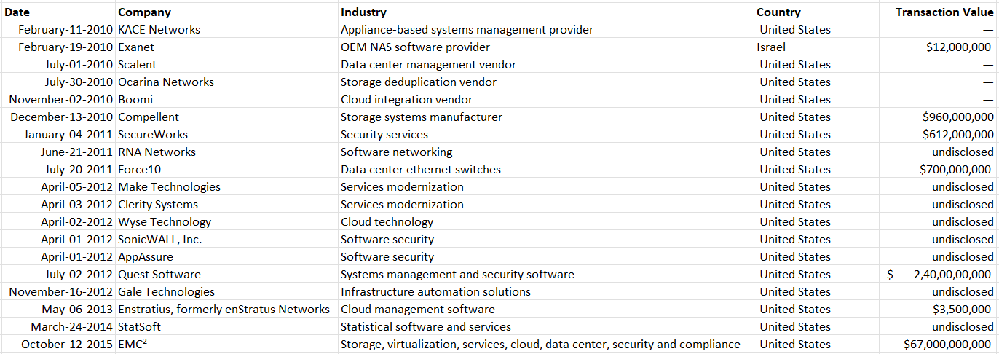 Date Company Industry Country Transaction Value
February-11-2010 KACE Networks Appliance-based systems management provider United States —
February-19-2010 Exanet OEM NAS software provider Israel $12,000,000
July-01-2010 Scalent Data center management vendor United States —
July-30-2010 Ocarina Networks Storage deduplication vendor United States —
November-02-2010 Boomi Cloud integration vendor United States —
December-13-2010 Compellent Storage systems manufacturer United States $960,000,000
January-04-2011 SecureWorks Security services United States $612,000,000
June-21-2011 RNA Networks Software networking United States undisclosed
July-20-2011 Force10 Data center ethernet switches United States $700,000,000
April-05-2012 Make Technologies Services modernization United States undisclosed
April-03-2012 Clerity Systems Services modernization United States undisclosed
April-02-2012 Wyse Technology Cloud technology United States undisclosed
April-01-2012 SonicWALL, Inc. Software security United States undisclosed
April-01-2012 AppAssure Software security United States undisclosed
July-02-2012 Quest Software Systems management and security software United States $ 2,40,00,00,000
November-16-2012 Gale Technologies Infrastructure automation solutions United States undisclosed
May-06-2013 Enstratius, formerly enStratus Networks Cloud management software United States $3,500,000
March-24-2014 StatSoft Statistical software and services United States undisclosed
October-12-2015 EMC² Storage, virtualization, services, cloud, data center, security and compliance United States $67,000,000,000